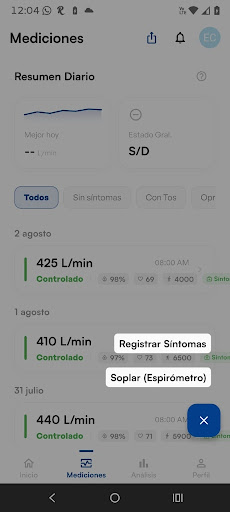 12:04
Mediciones
EC
Resumen Diario
Mejor hoy
-- L/min
Estado Gral.
S/D
Todos
Sin síntomas
Con Tos
Opr
2 agosto
425 L/min
08:00 AM
Controlado
98%
69
4000
Sínto
1 agosto
410 L/min
Registrar Síntomas
Controlado
97%
73
6500
Soplar (Espirómetro)
31 julio
440 L/min
08:00 AM
Controlado
98%
71
5900
Inicio
Mediciones
Análisis
Perfil